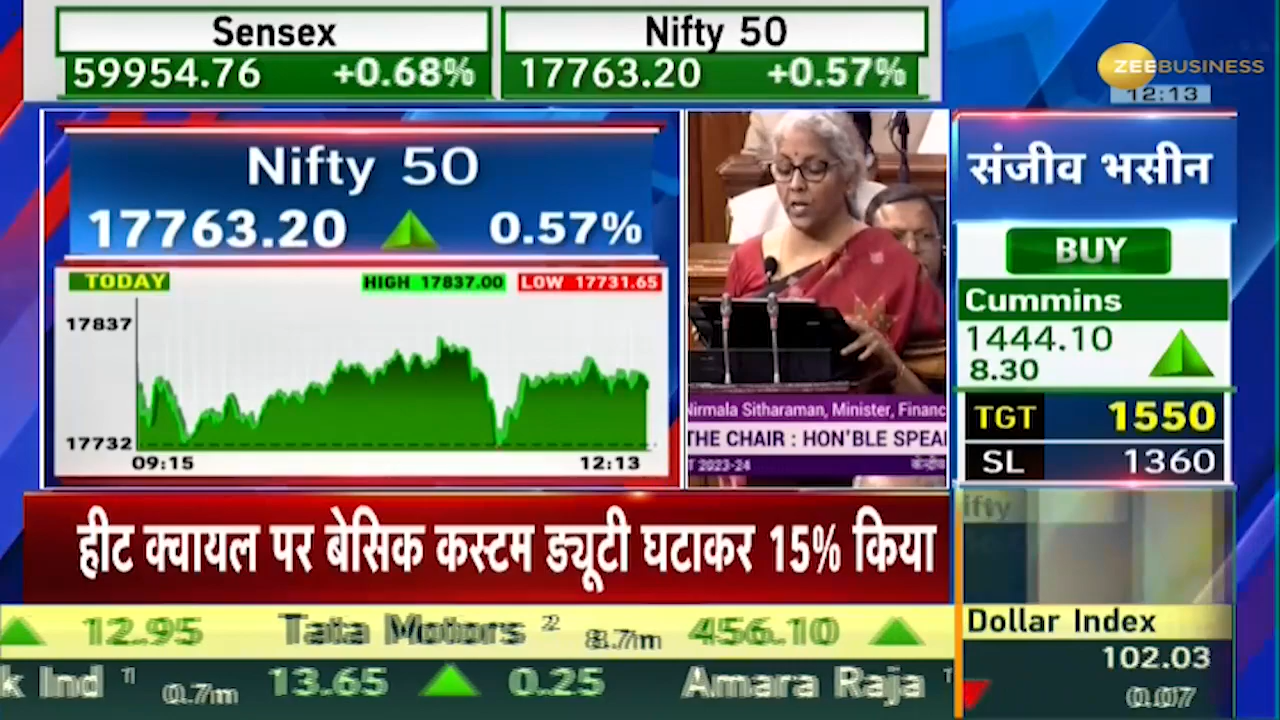 Sensex
59954.76 +0.68%
Nifty 50
17763.20 +0.57%
ZEEBUSINESS
12:13
Nifty 50
17763.20 0.57%
TODAY HIGH 17837.00 LOW 17731.65
17837
17732
09:15 12:13
Nirmala Sitharaman, Minister, Financ
THE CHAIR : HON'BLE SPEA
T 2023-24
संजीव भसीन
BUY
Cummins
1444.10
8.30
TGT 1550
SL 1360
हीट क्वायल पर बेसिक कस्टम ड्यूटी घटाकर 15% किया
ifty
Dollar Index
102.03
0.07
12.95 Tata Motors 456.10
k Ind 0.7m 13.65 0.25 Amara Raja